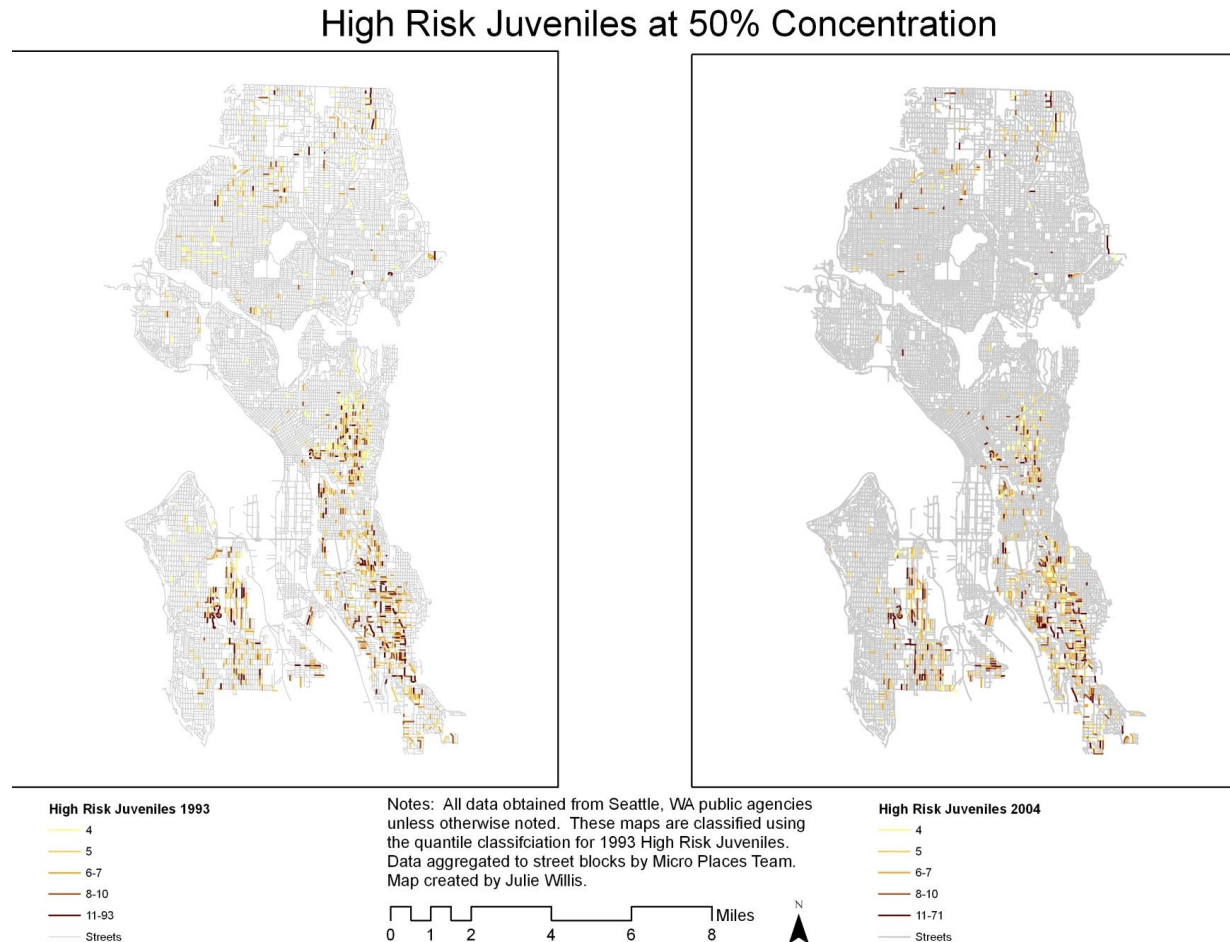 High Risk Juveniles at 50% Concentration
High Risk Juveniles 1993
4
5
6-7
8-10
11-93
Streets
Notes: All data obtained from Seattle, WA public agencies
unless otherwise noted. These maps are classified using
the quantile classifciation for 1993 High Risk Juveniles.
Data aggregated to street blocks by Micro Places Team.
Map created by Julie Willis.
Miles
0 1 2 4 6 8
N
High Risk Juveniles 2004
4
5
6-7
8-10
11-71
Streets